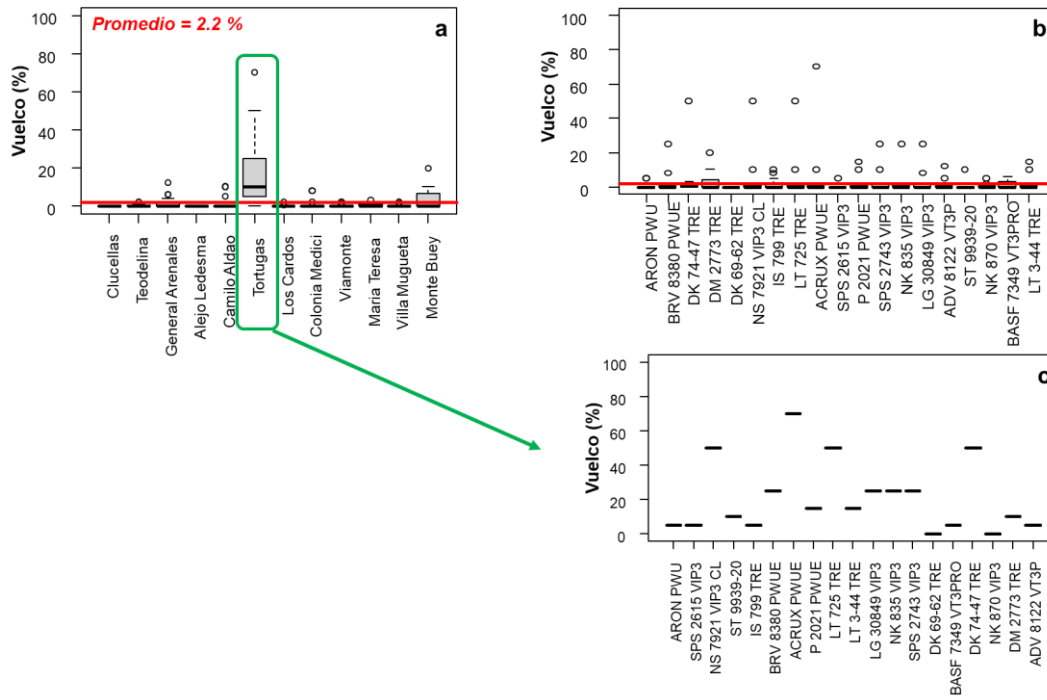 a
Promedio = 2.2 %
Vuelco (%)
100
80
60
40
20
0
Clucellas
Teodelina
General Arenales
Alejo Ledesma
Camilo Aldao
Tortugas
Los Cardos
Colonia Medici
Viamonte
Maria Teresa
Villa Mugueta
Monte Buey
b
Vuelco (%)
100
80
60
40
20
0
ARON PWU
BRV 8380 PWUE
DK 74-47 TRE
DM 2773 TRE
DK 69-62 TRE
NS 7921 VIP3 CL
IS 799 TRE
LT 725 TRE
ACRUX PWUE
SPS 2615 VIP3
P 2021 PWUE
SPS 2743 VIP3
NK 835 VIP3
LG 30849 VIP3
ADV 8122 VT3P
ST 9939-20
NK 870 VIP3
BASF 7349 VT3PRO
LT 3-44 TRE
c
Vuelco (%)
100
80
60
40
20
0
ARON PWU
SPS 2615 VIP3
NS 7921 VIP3 CL
ST 9939-20
IS 799 TRE
BRV 8380 PWUE
ACRUX PWUE
P 2021 PWUE
LT 725 TRE
LT 3-44 TRE
LG 30849 VIP3
NK 835 VIP3
SPS 2743 VIP3
DK 69-62 TRE
BASF 7349 VT3PRO
DK 74-47 TRE
NK 870 VIP3
DM 2773 TRE
ADV 8122 VT3P